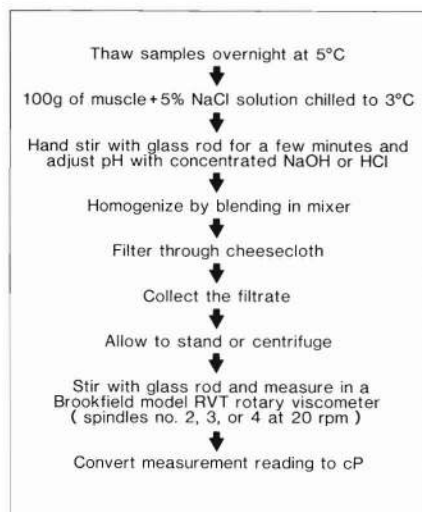 Thaw samples overnight at 5°C
100g of muscle+5% NaCl solution chilled to 3°C
Hand stir with glass rod for a few minutes and
adjust pH with concentrated NaOH or HCl
Homogenize by blending in mixer
Filter through cheesecloth
Collect the filtrate
Allow to stand or centrifuge
Stir with glass rod and measure in a
Brookfield model RVT rotary viscometer
( spindles no. 2, 3, or 4 at 20 rpm )
Convert measurement reading to cP